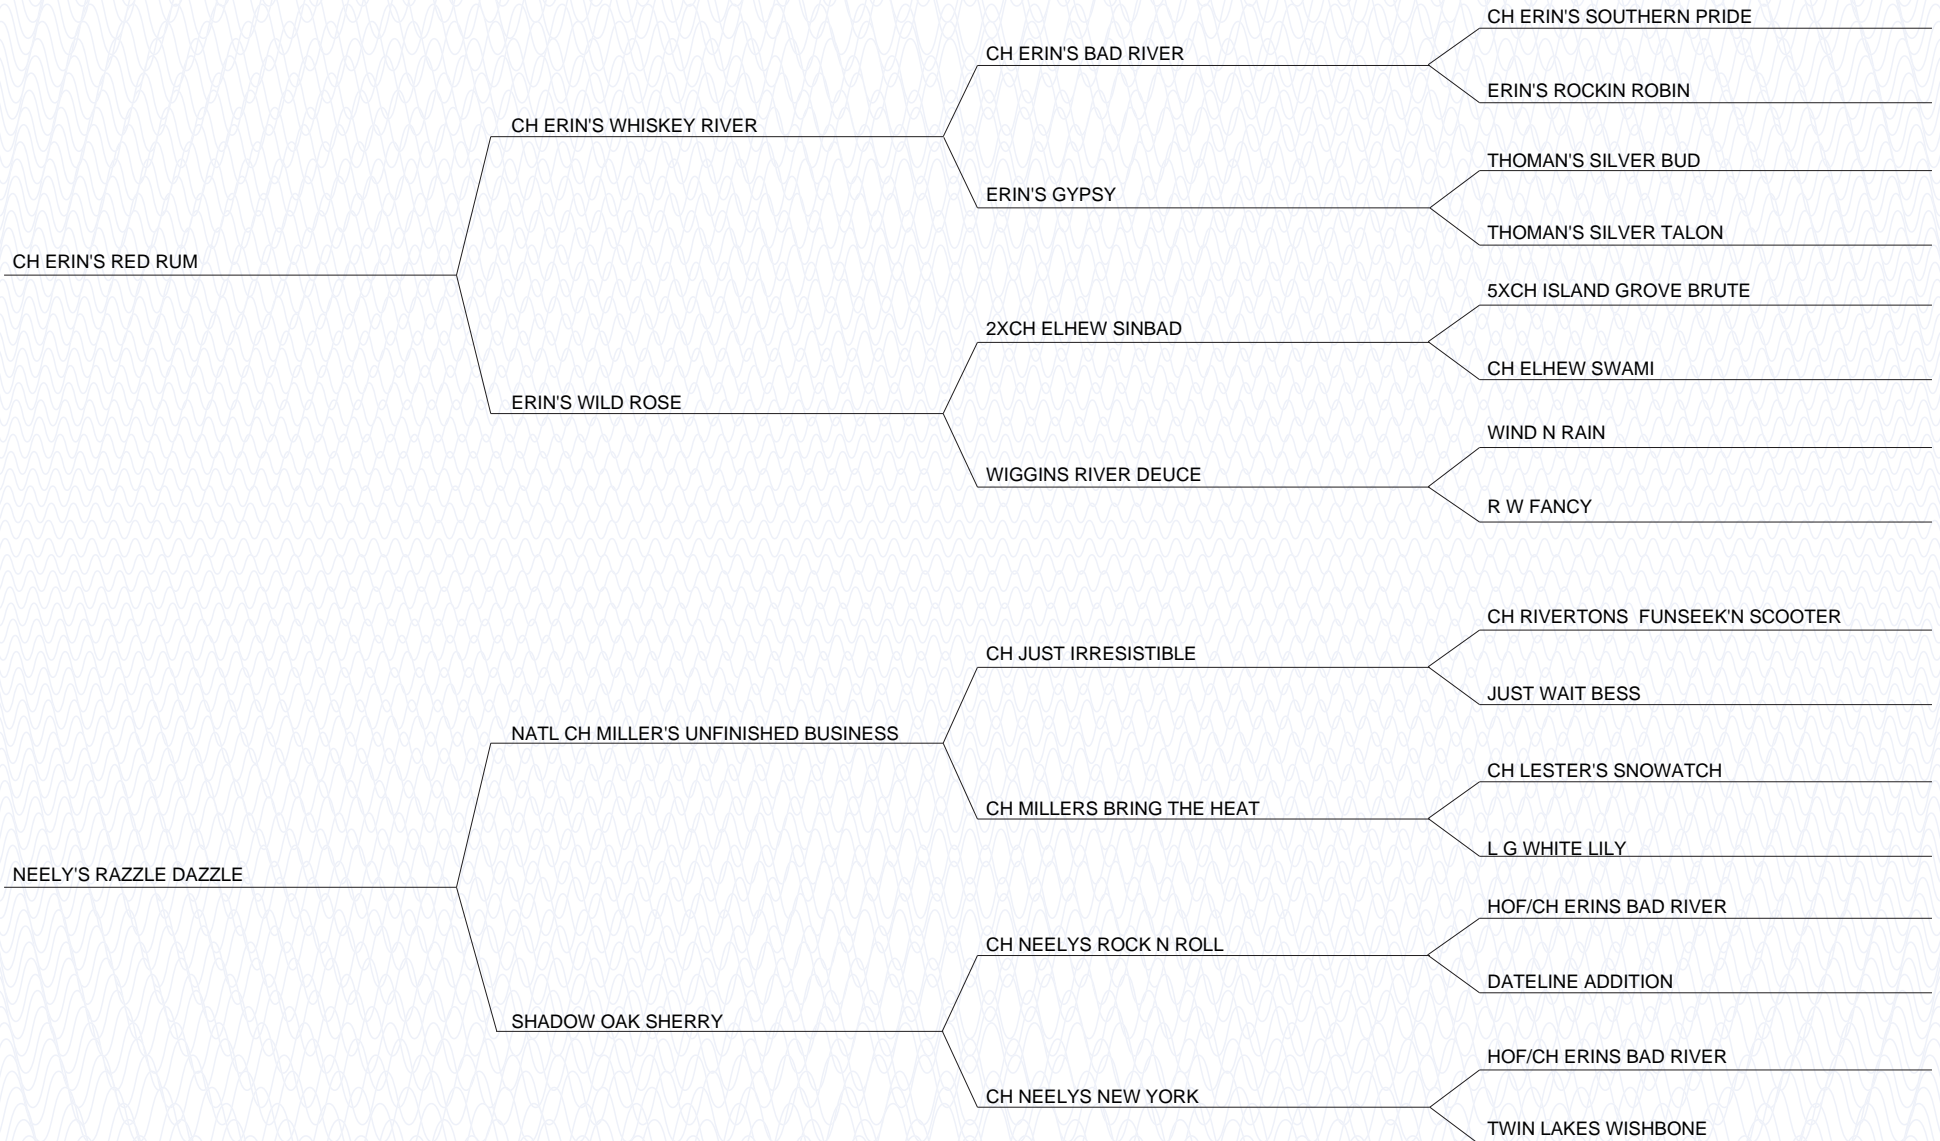 CH ERIN'S SOUTHERN PRIDE
CH ERIN'S BAD RIVER
ERIN'S ROCKIN ROBIN
CH ERIN'S WHISKEY RIVER
THOMAN'S SILVER BUD
ERIN'S GYPSY
THOMAN'S SILVER TALON
CH ERIN'S RED RUM
5XCH ISLAND GROVE BRUTE
2XCH ELHEW SINBAD
CH ELHEW SWAMI
ERIN'S WILD ROSE
WIND N RAIN
WIGGINS RIVER DEUCE
R W FANCY
CH RIVERTONS  FUNSEEK'N SCOOTER
CH JUST IRRESISTIBLE
JUST WAIT BESS
NATL CH MILLER'S UNFINISHED BUSINESS
CH LESTER'S SNOWATCH
CH MILLERS BRING THE HEAT
L G WHITE LILY
NEELY'S RAZZLE DAZZLE
HOF/CH ERINS BAD RIVER
CH NEELYS ROCK N ROLL
DATELINE ADDITION
SHADOW OAK SHERRY
HOF/CH ERINS BAD RIVER
CH NEELYS NEW YORK
TWIN LAKES WISHBONE